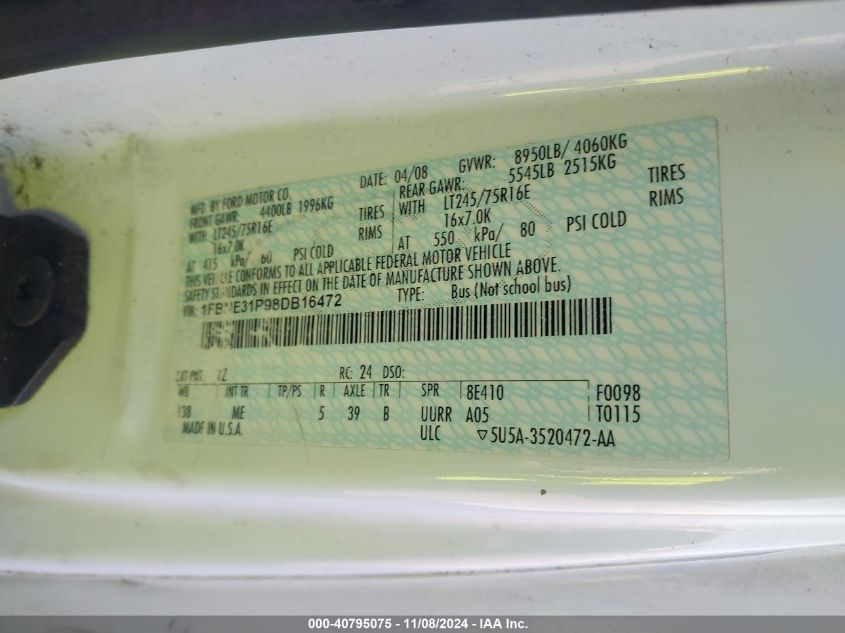 MFD. BY FORD MOTOR CO.
DATE: 04/08 GVWR: 8950LB/ 4060KG
FRONT GAWR: 4400LB 1996KG
REAR GAWR: 5545LB 2515KG
WITH LT245/75R16E TIRES
WITH LT245/75R16E TIRES
16x7.0K RIMS
16x7.0K RIMS
AT 415 kPa/ 60 PSI COLD
AT 550 kPa/ 80 PSI COLD
THIS CONFORMS TO ALL APPLICABLE FEDERAL MOTOR VEHICLE
SAFETY IN EFFECT ON THE DATE OF MANUFACTURE SHOWN ABOVE.
VIN: E31P98DB16472
TYPE: Bus (Not school bus)
EXT PNT: RC: 24 DSO:
WB INT TR TP/PS R AXLE TR SPR 8E410 F0098
138 ME 5 39 B UURR A05 T0115
MADE IN U.S.A. ULC ▽5U5A-3520472-AA
000-40795075 - 11/08/2024 - IAA Inc.